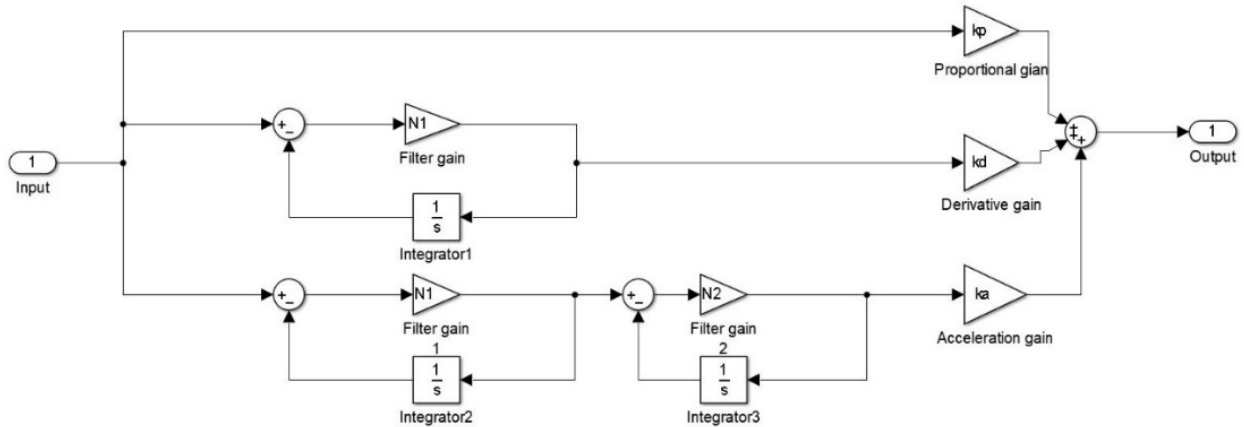 kp
Proportional gian
+
_
N1
Filter gain
1
Input
kd
Derivative gain
+
+
+
1
Output
1
s
Integrator1
+
_
N1
Filter gain
1
+
_
N2
Filter gain
2
ka
Acceleration gain
1
s
Integrator2
1
s
Integrator3